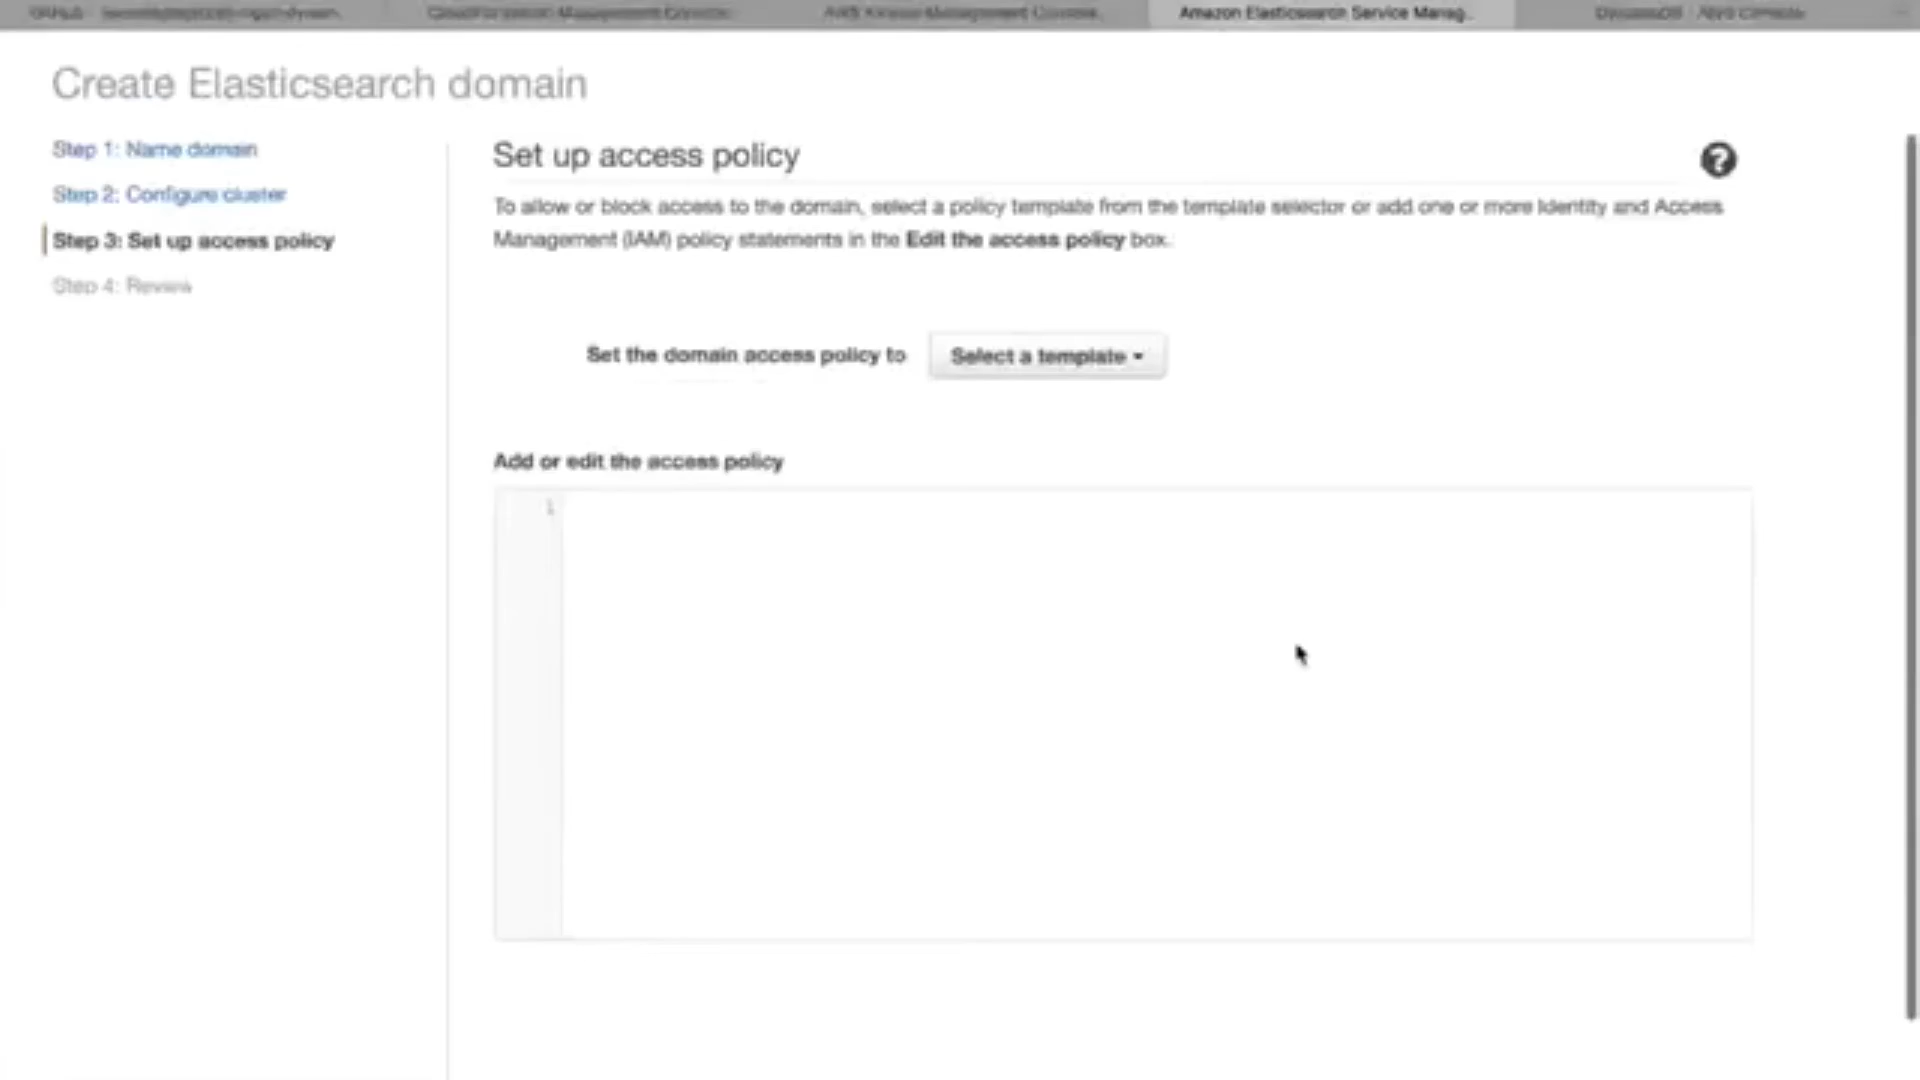 Amazon Elasticsearch Service Manag...
Create Elasticsearch domain
Step 1: Name domain
Step 2: Configure cluster
Step 3: Set up access policy
Step 4: Review
Set up access policy
?
To allow or block access to the domain, select a policy template from the template selector or add one or more Identity and Access
Management (IAM) policy statements in the Edit the access policy box.
Set the domain access policy to
Select a template
Add or edit the access policy
1